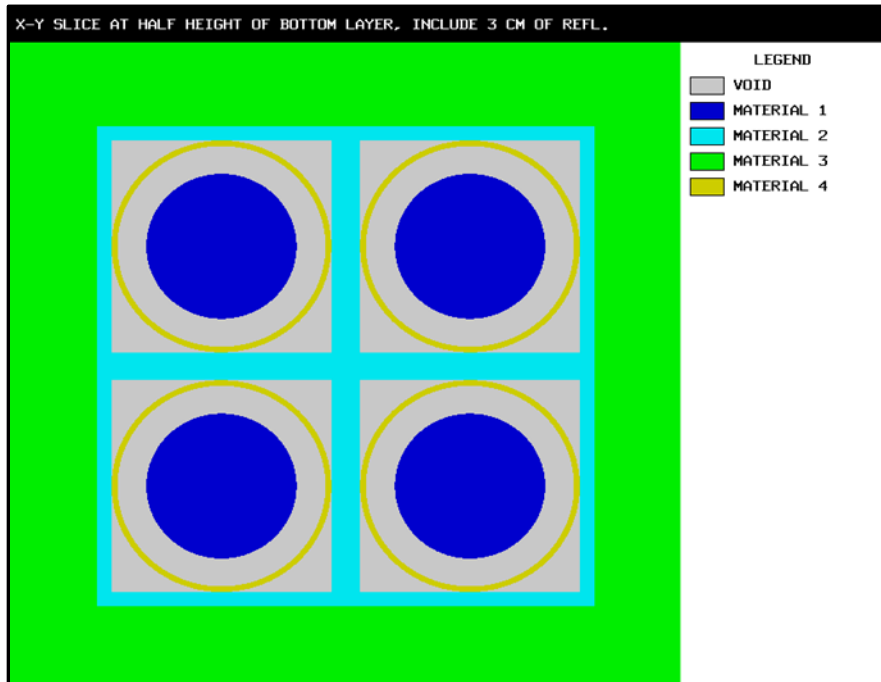 X-Y SLICE AT HALF HEIGHT OF BOTTOM LAYER, INCLUDE 3 CM OF REFL.
LEGEND
VOID
MATERIAL 1
MATERIAL 2
MATERIAL 3
MATERIAL 4